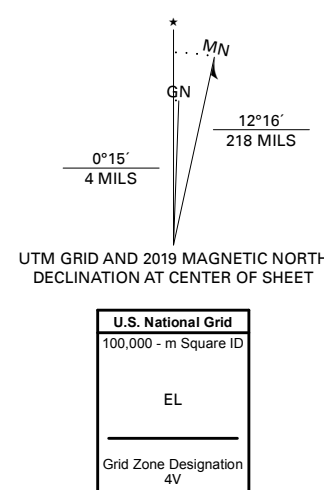 ★
MN
GN
12°16´
218 MILS
0°15´
4 MILS
UTM GRID AND 2019 MAGNETIC NORTH
DECLINATION AT CENTER OF SHEET
U.S. National Grid
100,000 - m Square ID
EL
Grid Zone Designation
4V